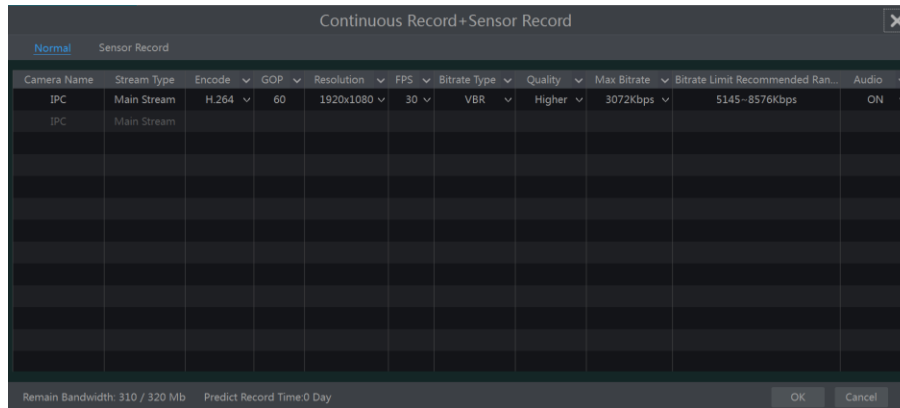 Continuous Record+Sensor Record
Normal Sensor Record
Camera Name Stream Type Encode GOP Resolution FPS Bitrate Type Quality Max Bitrate Bitrate Limit Recommended Ran... Audio
IPC Main Stream H.264 60 1920x1080 30 VBR Higher 3072Kbps 5145~8576Kbps ON
IPC Main Stream
Remain Bandwidth: 310 / 320 Mb Predict Record Time:0 Day OK Cancel